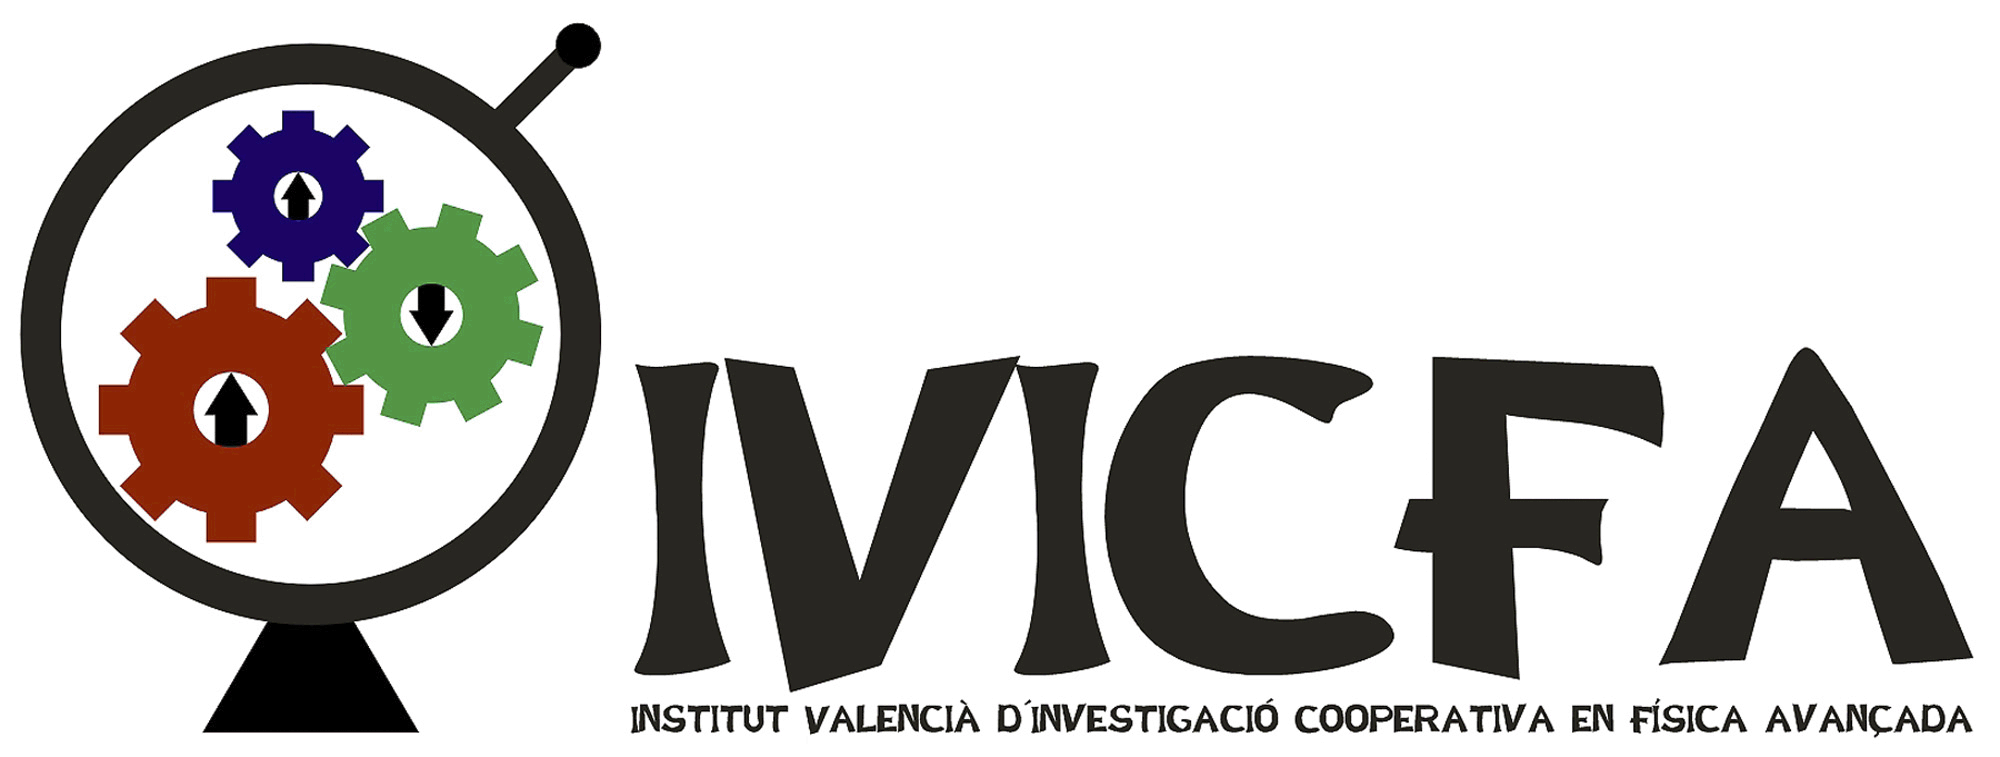 IVICFA
INSTITUT VALENCIÀ D´INVESTIGACIÓ COOPERATIVA EN FÍSICA AVANÇADA